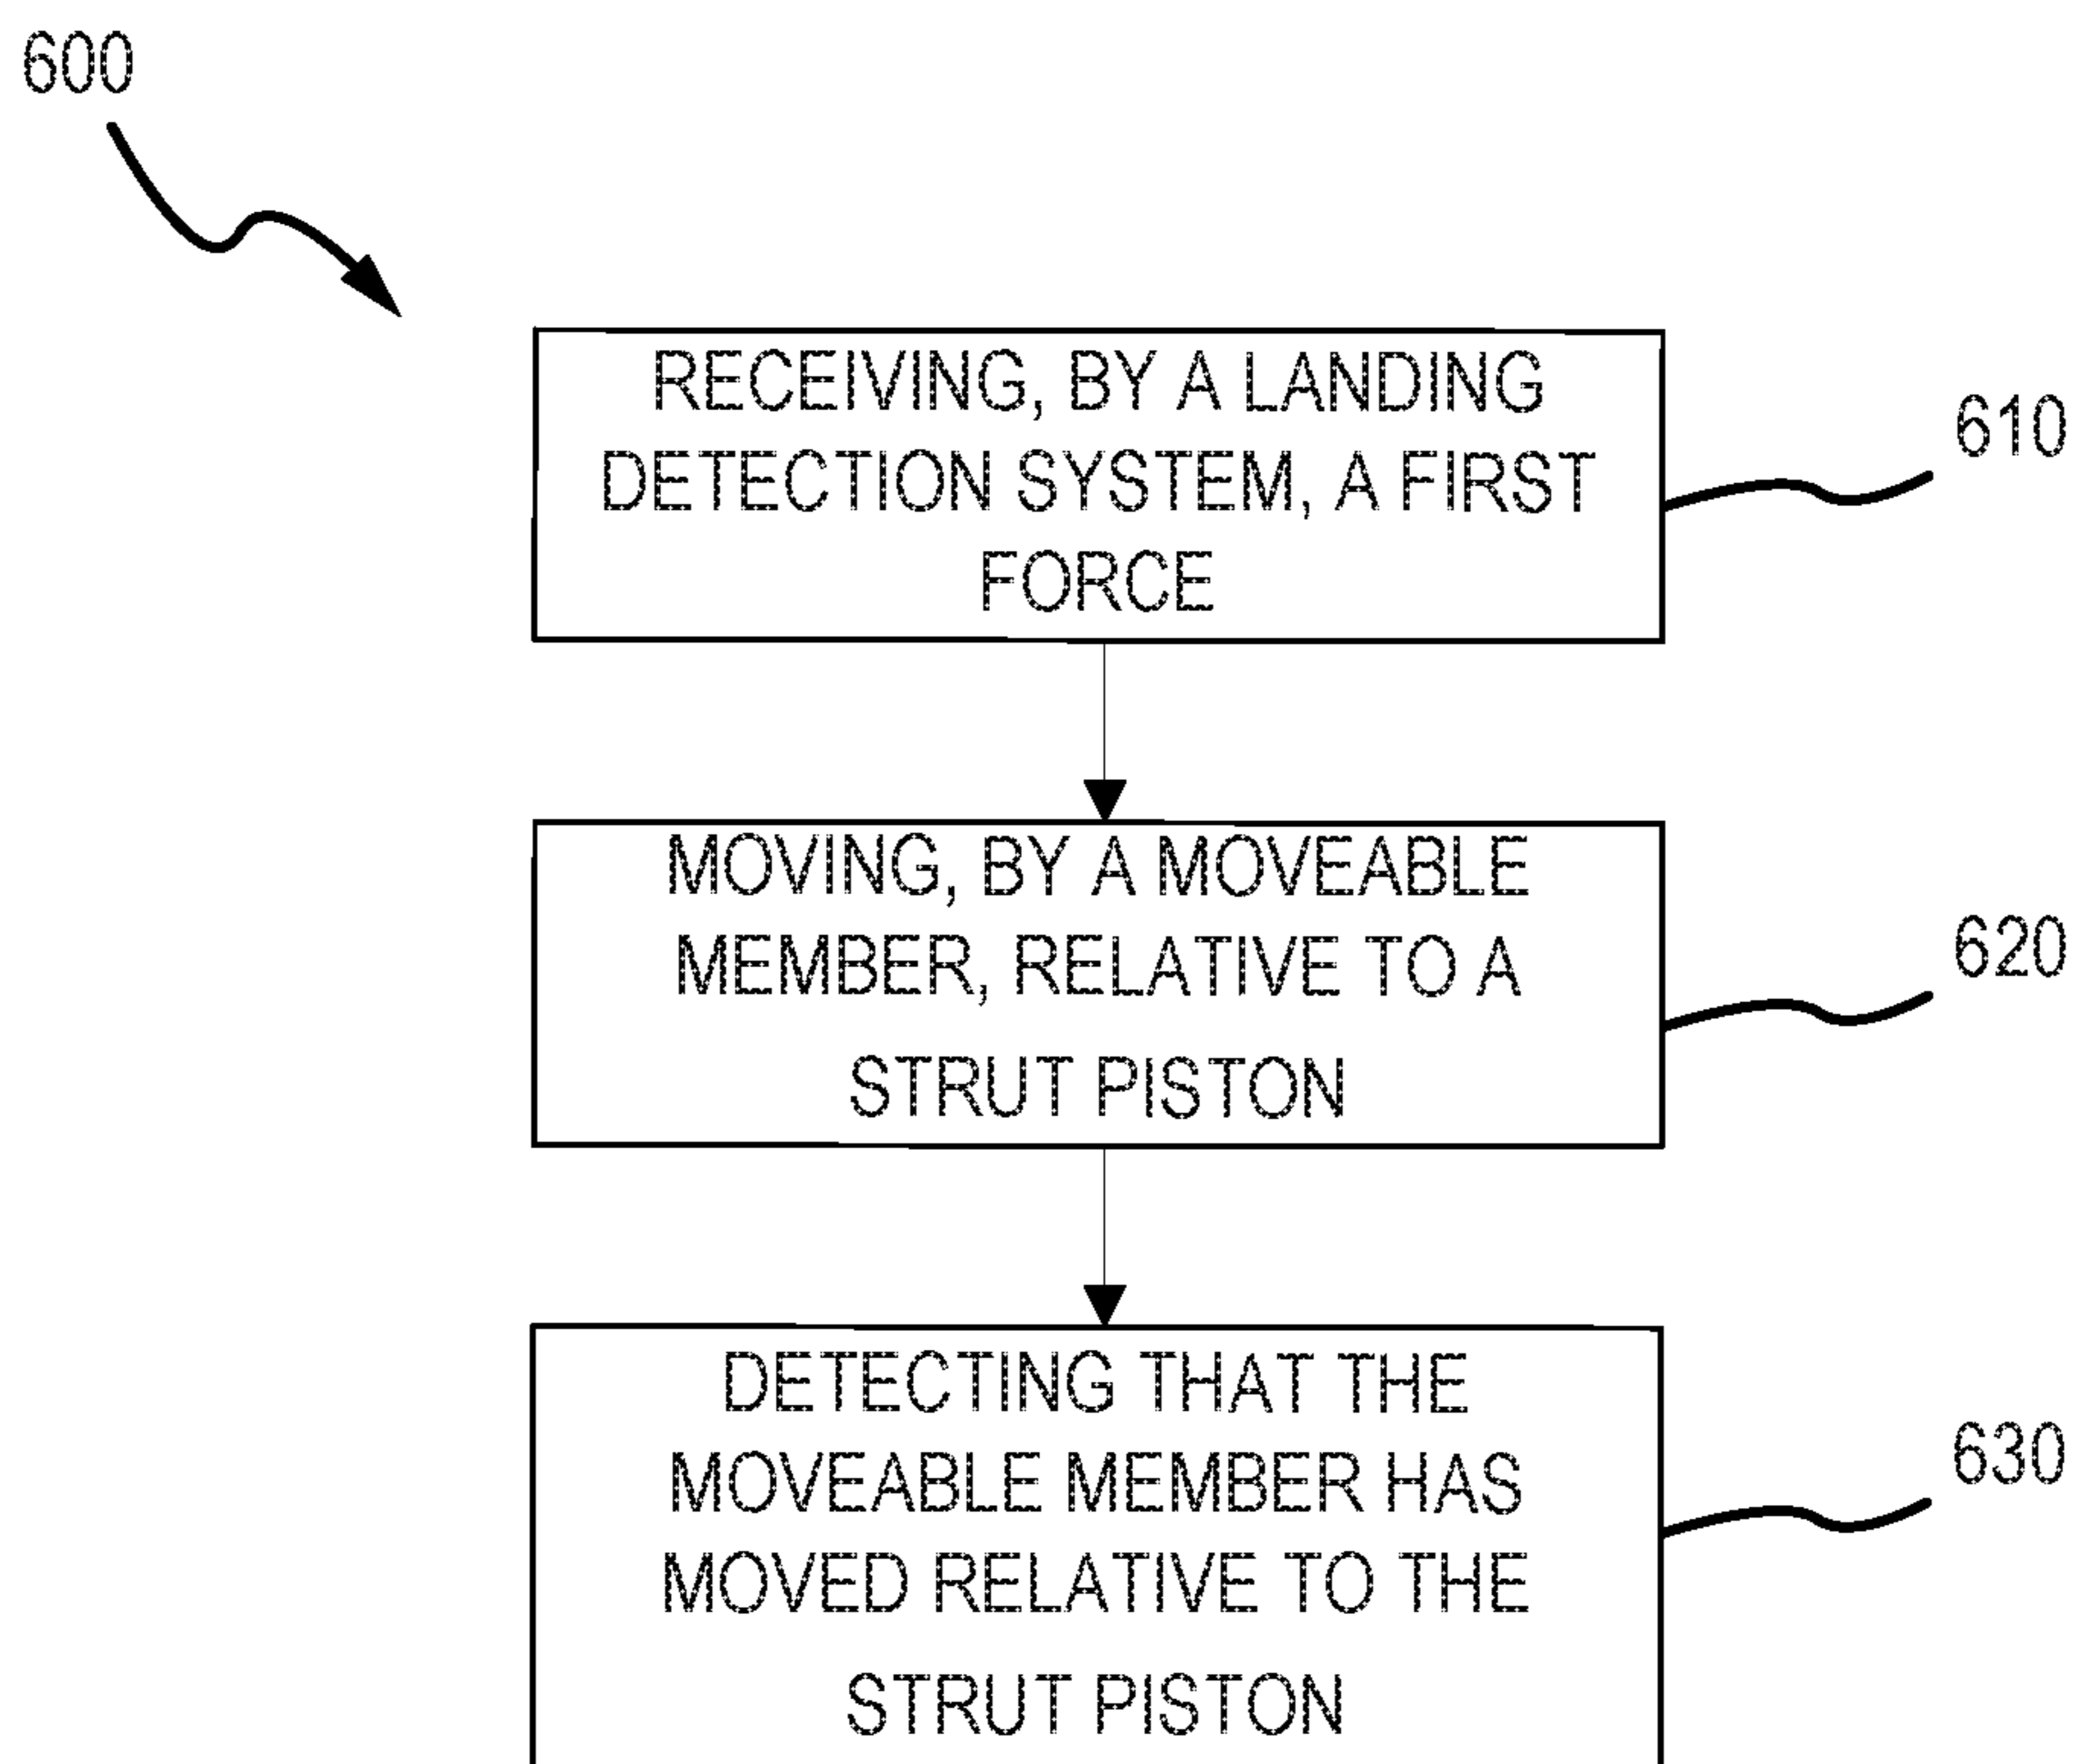 600
RECEIVING, BY A LANDING
DETECTION SYSTEM, A FIRST
FORCE
610
MOVING, BY A MOVEABLE
MEMBER, RELATIVE TO A
STRUT PISTON
620
DETECTING THAT THE
MOVEABLE MEMBER HAS
MOVED RELATIVE TO THE
STRUT PISTON
630